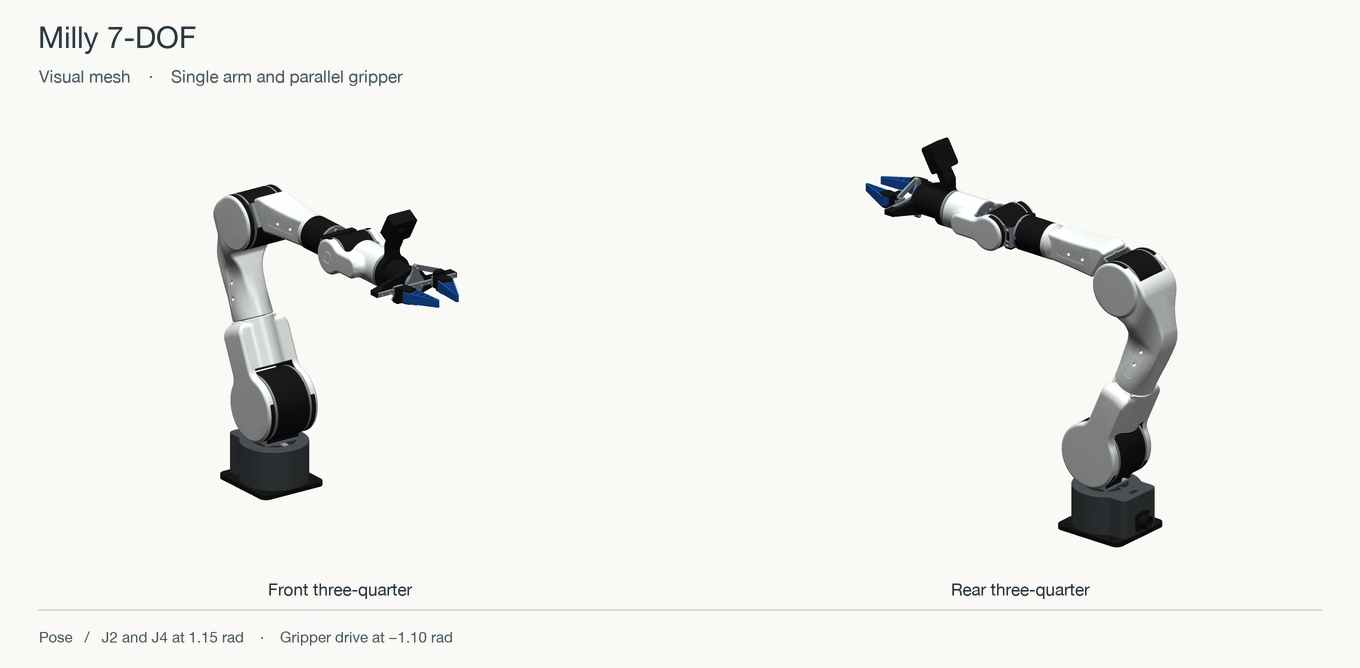 Milly 7-DOF
Visual mesh · Single arm and parallel gripper
Front three-quarter
Rear three-quarter
Pose / J2 and J4 at 1.15 rad · Gripper drive at −1.10 rad